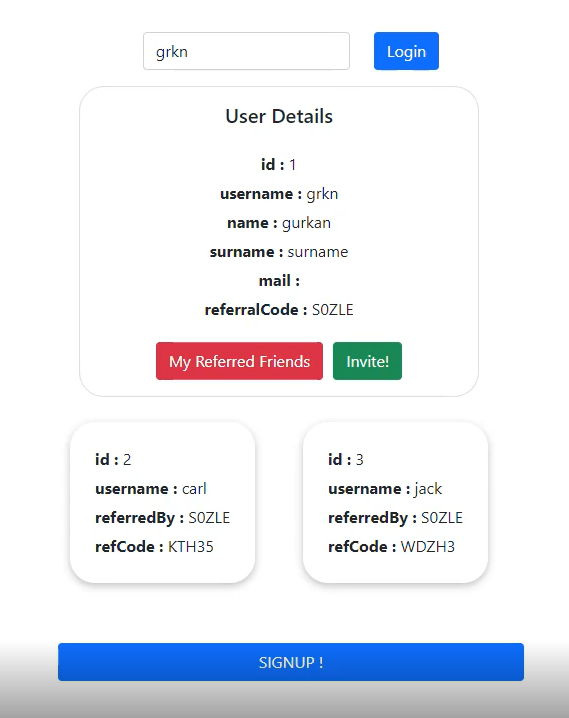 grkn Login
User Details
id : 1
username : grkn
name : gurkan
surname : surname
mail :
referralCode : S0ZLE
My Referred Friends Invite!
id : 2
username : carl
referredBy : S0ZLE
refCode : KTH35
id : 3
username : jack
referredBy : S0ZLE
refCode : WDZH3
SIGNUP !